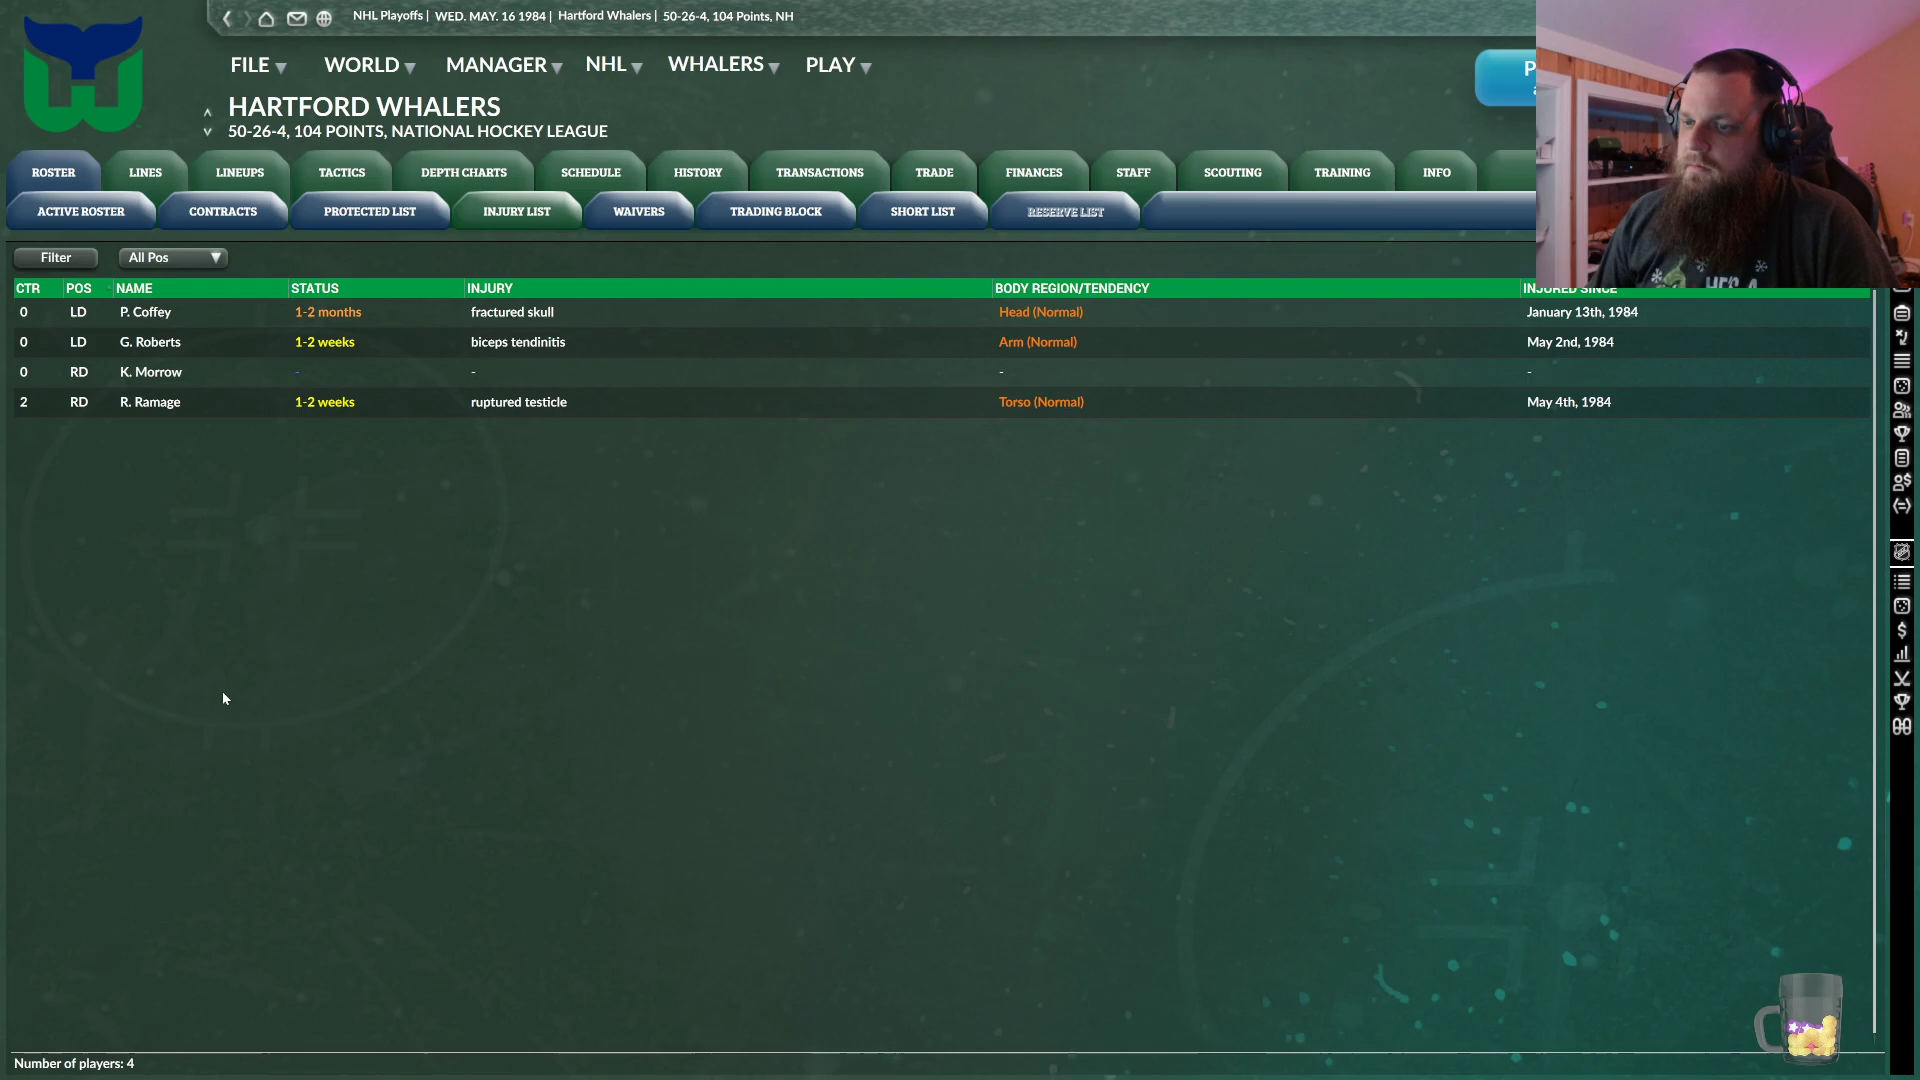 NHL Playoffs | WED. MAY. 16 1984 | Hartford Whalers | 50-26-4, 104 Points, NH
FILE WORLD MANAGER NHL WHALERS PLAY
HARTFORD WHALERS
50-26-4, 104 POINTS, NATIONAL HOCKEY LEAGUE
ROSTER LINES LINEUPS TACTICS DEPTH CHARTS SCHEDULE HISTORY TRANSACTIONS TRADE FINANCES STAFF SCOUTING TRAINING INFO
ACTIVE ROSTER CONTRACTS PROTECTED LIST INJURY LIST WAIVERS TRADING BLOCK SHORT LIST RESERVE LIST
Filter All Pos
CTR POS NAME STATUS INJURY BODY REGION/TENDENCY INJURED SINCE
0 LD P. Coffey 1-2 months fractured skull Head (Normal) January 13th, 1984
0 LD G. Roberts 1-2 weeks biceps tendinitis Arm (Normal) May 2nd, 1984
0 RD K. Morrow - - - -
2 RD R. Ramage 1-2 weeks ruptured testicle Torso (Normal) May 4th, 1984
Number of players: 4